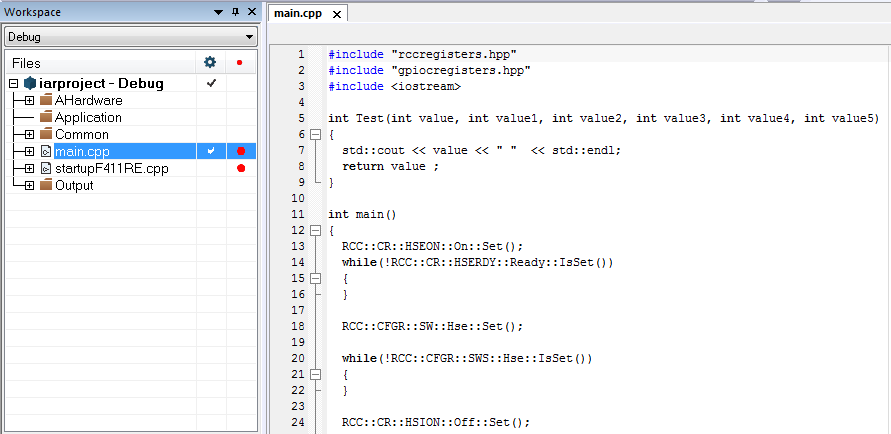 Workspace
Debug
Files
iarproject - Debug
AHardware
Application
Common
main.cpp
startupF411RE.cpp
Output
main.cpp
1 #include "rccregisters.hpp"
2 #include "gpiocregisters.hpp"
3 #include <iostream>
4
5 int Test(int value, int value1, int value2, int value3, int value4, int value5)
6 {
7 std::cout << value << " " << std::endl;
8 return value ;
9 }
10
11 int main()
12 {
13 RCC::CR::HSEON::On::Set();
14 while(!RCC::CR::HSERDY::Ready::IsSet())
15 {
16 }
17
18 RCC::CFGR::SW::Hse::Set();
19
20 while(!RCC::CFGR::SWS::Hse::IsSet())
21 {
22 }
23
24 RCC::CR::HSION::Off::Set();